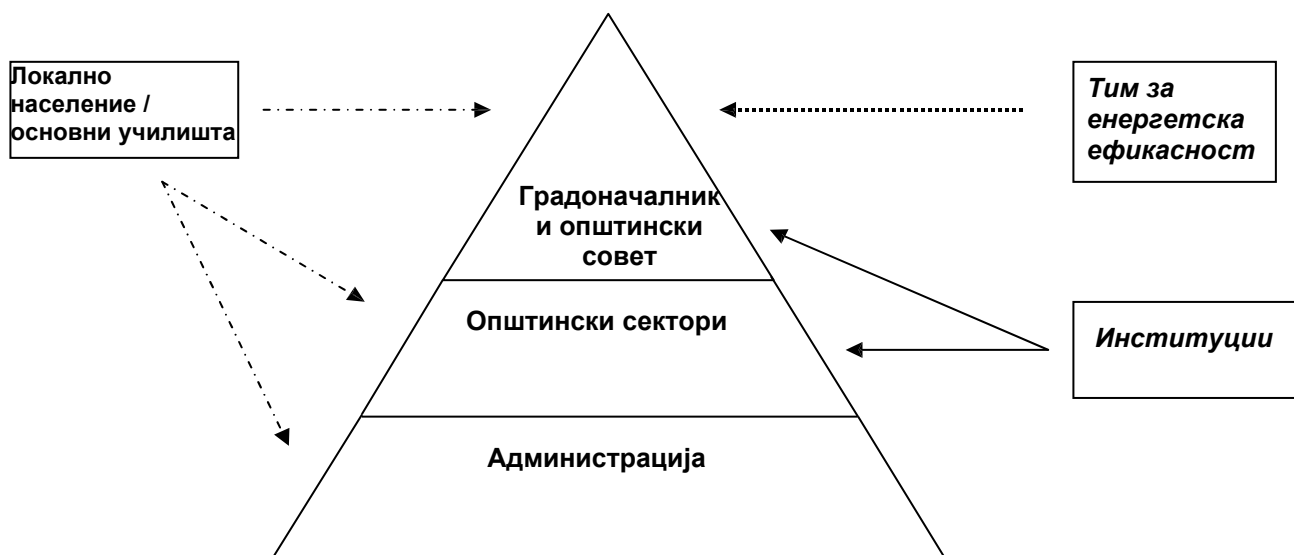 Локално
население /
основни училишта
Тим за
енергетска
ефикасност
Градоначалник
и општински
совет
Општински сектори
Институции
Администрација